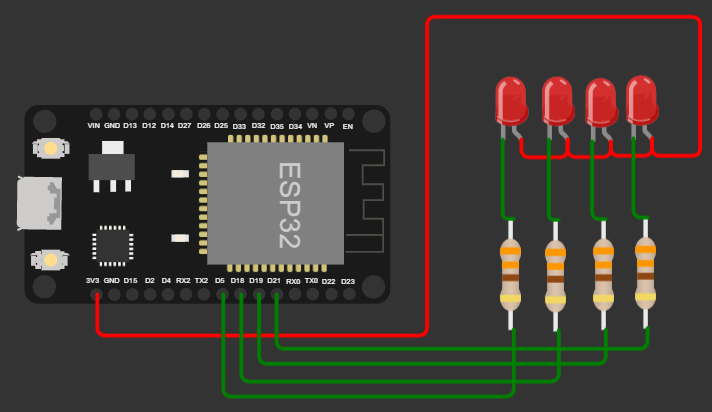 VIN GND D13 D12 D14 D27 D26 D25 D33 D32 D35 D34 VN VP EN
ESP32
3V3 GND D15 D2 D4 RX2 TX2 D5 D18 D19 D21 RX0 TX0 D22 D23